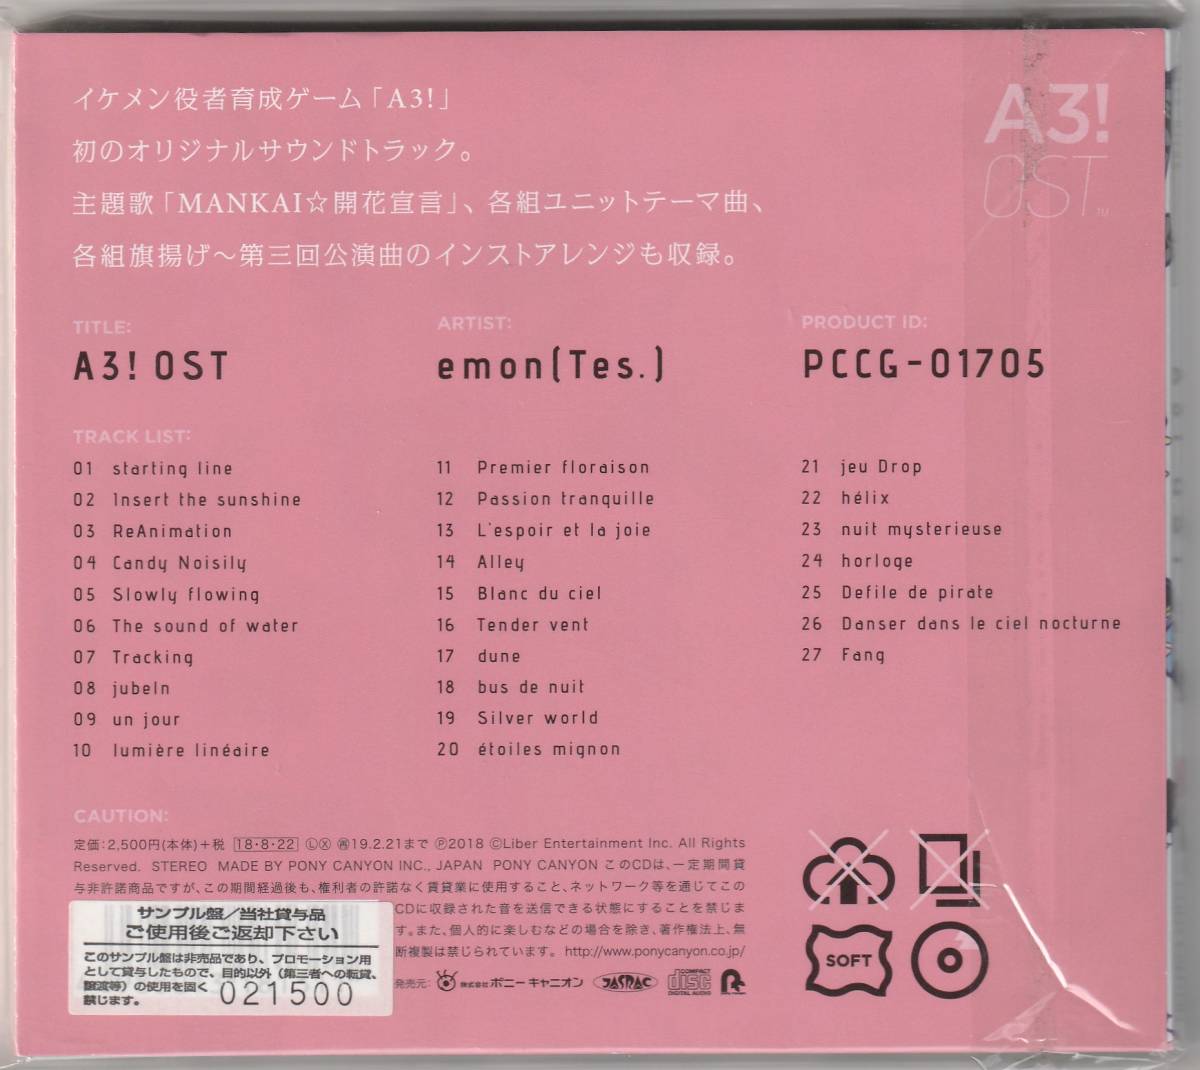 イケメン役者育成ゲーム「A3!」
初のオリジナルサウンドトラック。
主題歌「MANKAI☆開花宣言」、各組ユニットテーマ曲、
各組旗揚げ～第三回公演曲のインストアレンジも収録。
A3!
OST
TITLE:
A3! OST
ARTIST:
emon(Tes.)
PRODUCT ID:
PCCG-01705
TRACK LIST:
01 starting line
02 Insert the sunshine
03 ReAnimation
04 Candy Noisily
05 Slowly flowing
06 The sound of water
07 Tracking
08 jubeln
09 un jour
10 lumière linéaire
11 Premier floraison
12 Passion tranquille
13 L'espoir et la joie
14 Alley
15 Blanc du ciel
16 Tender vent
17 dune
18 bus de nuit
19 Silver world
20 étoiles mignon
21 jeu Drop
22 hélix
23 nuit mysterieuse
24 horloge
25 Defile de pirate
26 Danser dans le ciel nocturne
27 Fang
CAUTION:
定価:2,500円(本体)+税 18・8・22 ⓁⓍ 19.2.21まで Ⓟ2018 ©Liber Entertainment Inc. All Rights
Reserved. STEREO MADE BY PONY CANYON INC., JAPAN PONY CANYON このCDは、一定期間貸
与非許諾商品ですが、この期間経過後も、権利者の許諾なく賃貸業に使用すること、ネットワーク等を通じてこの
CDに収録された音を送信できる状態にすることを禁じま
す。また、個人的に楽しむなどの場合を除き、著作権法上、無
断複製は禁じられています。 http://www.ponycanyon.co.jp/
発売元: 株式会社ポニーキャニオン JASRAC COMPACT disc DIGITAL AUDIO
サンプル盤/当社貸与品
ご使用後ご返却下さい
このサンプル盤は非売品であり、プロモーション用
として貸与したもので、目的以外(第三者への転貸、
譲渡等)の使用を固く
禁じます。
021500
SOFT